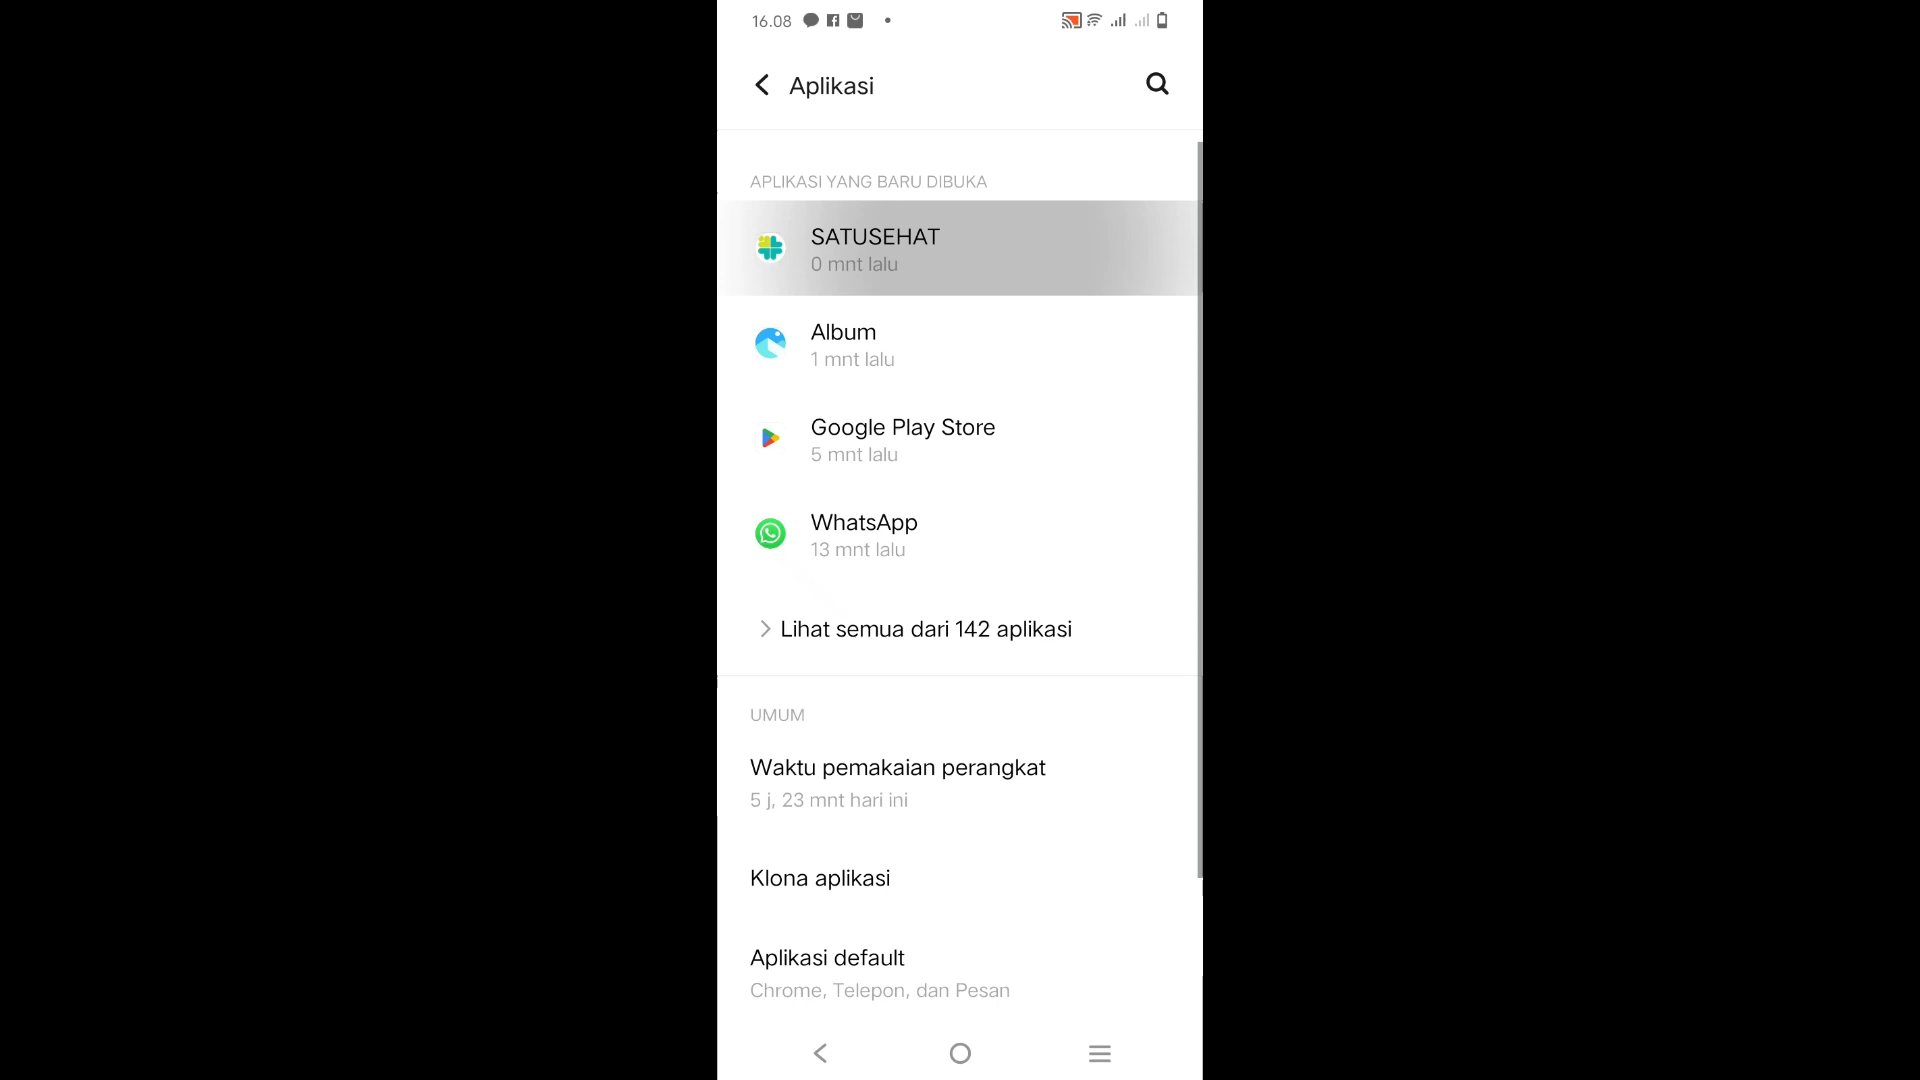 16.08
Aplikasi
APLIKASI YANG BARU DIBUKA
SATUSEHAT
0 mnt lalu
Album
1 mnt lalu
Google Play Store
5 mnt lalu
WhatsApp
13 mnt lalu
Lihat semua dari 142 aplikasi
UMUM
Waktu pemakaian perangkat
5 j, 23 mnt hari ini
Klona aplikasi
Aplikasi default
Chrome, Telepon, dan Pesan